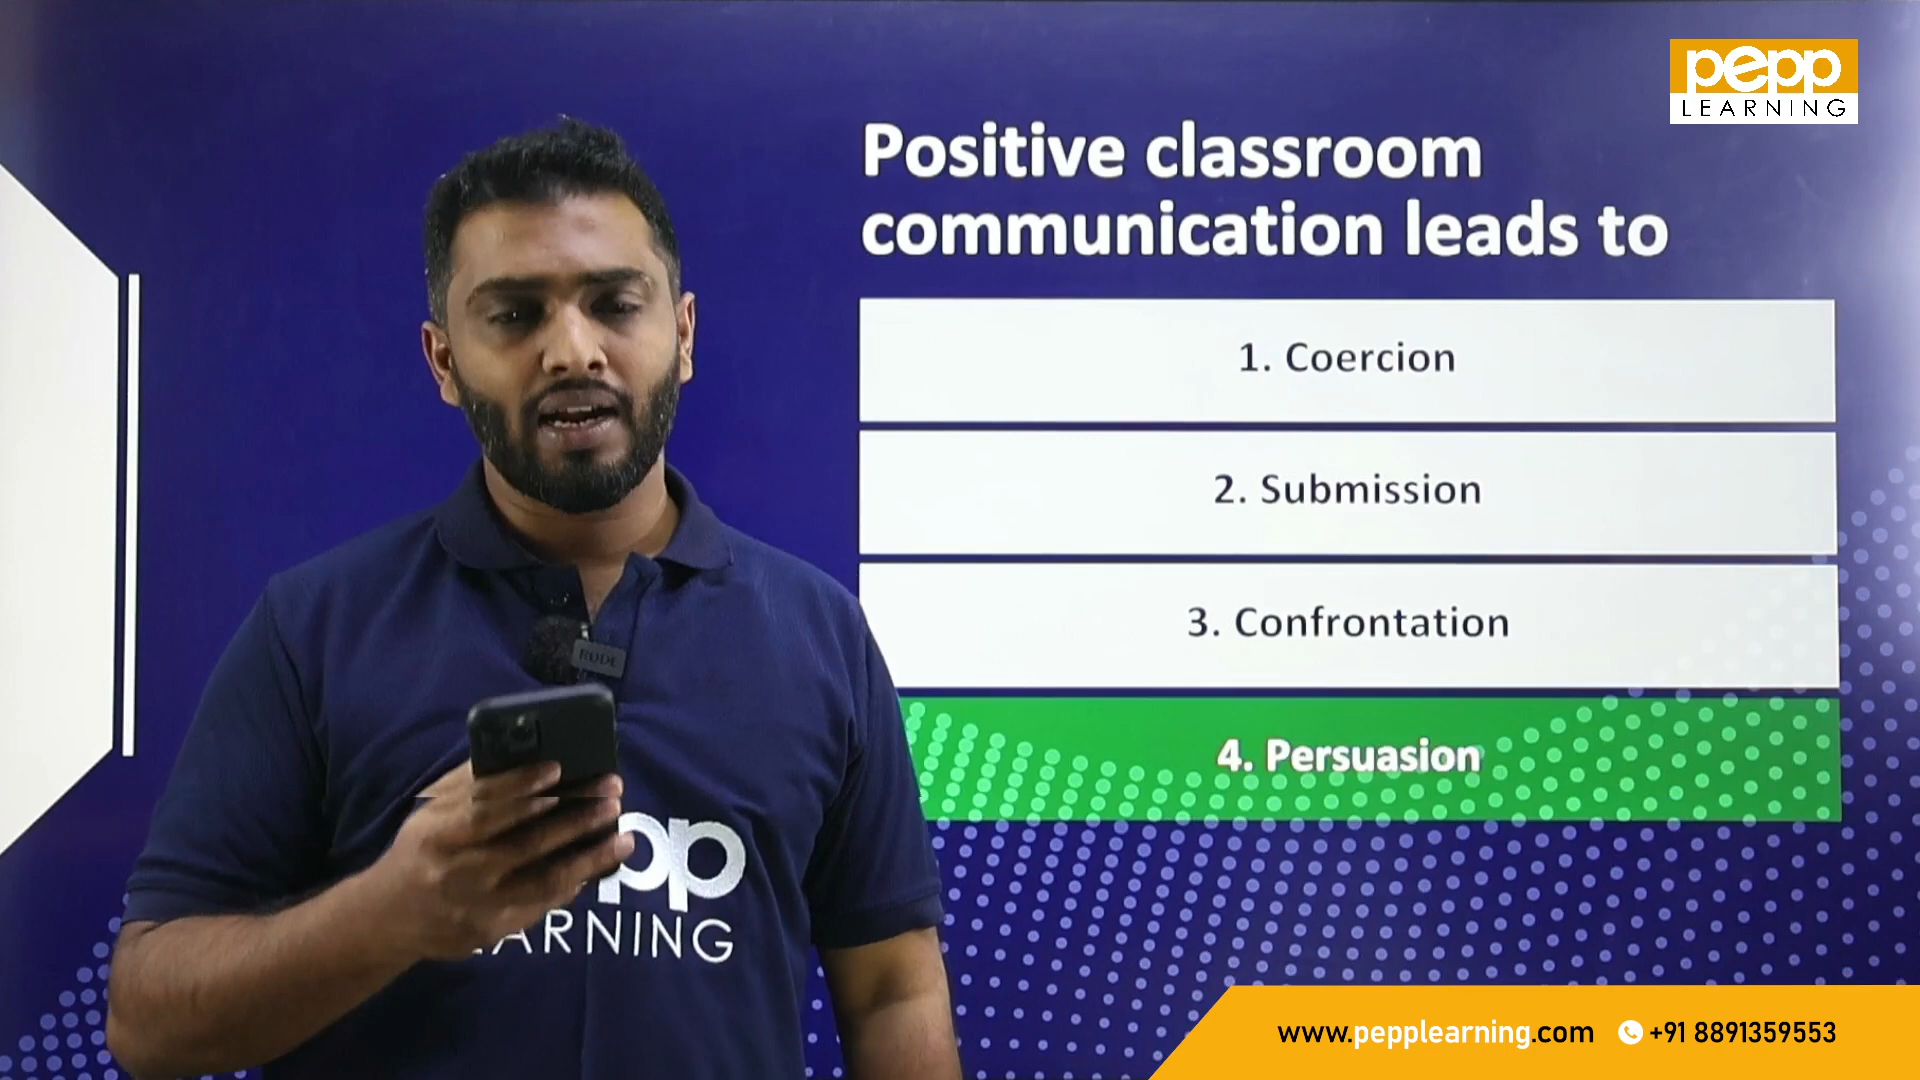 pepp
LEARNING
Positive classroom
communication leads to
1. Coercion
2. Submission
3. Confrontation
4. Persuasion
RØDE
pp
ARNING
www.pepplearning.com +91 8891359553